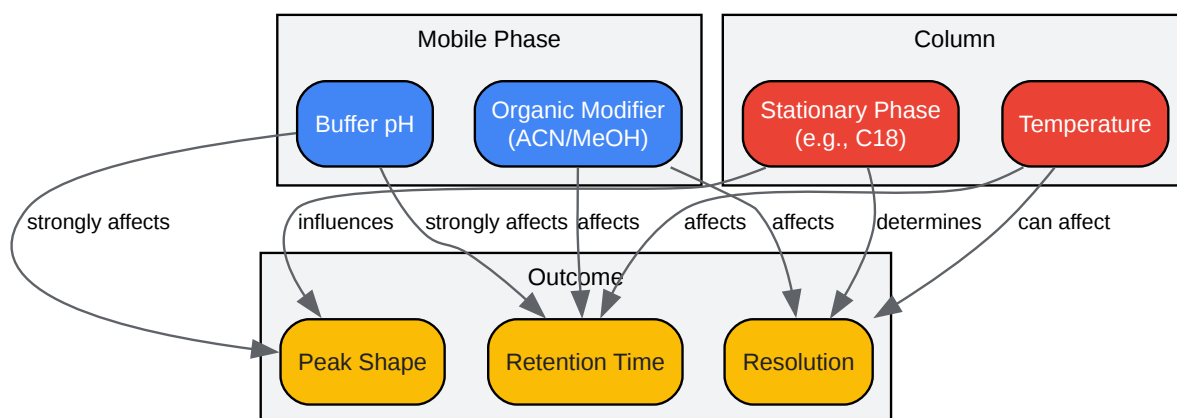 Mobile Phase
Column
Buffer pH
Organic Modifier
(ACN/MeOH)
Stationary Phase
(e.g., C18)
Temperature
strongly affects
influences
strongly affects
affects
affects
affects
determines
can affect
Outcome
Peak Shape
Retention Time
Resolution